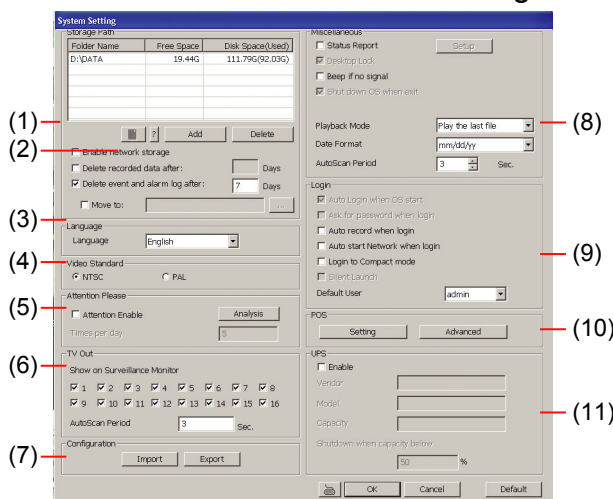 System Setting
Storage Path
Folder Name Free Space Disk Space(Used)
D:\DATA 19.44G 111.79G(92.03G)
? Add Delete
Enable network storage
Delete recorded data after: Days
Delete event and alarm log after: 7 Days
Move to: ...
Language
Language English
Video Standard
NTSC PAL
Attention Please
Attention Enable Analysis
Times per day 5
TV Out
Show on Surveillance Monitor
1 2 3 4 5 6 7 8
9 10 11 12 13 14 15 16
AutoScan Period 3 Sec.
Configuration
Import Export
Miscellaneous
Status Report Setup
Desktop Lock
Beep if no signal
Shut down OS when exit
Playback Mode Play the last file
Date Format mm/dd/yy
AutoScan Period 3 Sec.
Login
Auto Login when OS start
Ask for password when login
Auto record when login
Auto start Network when login
Login to Compact mode
Silent Launch
Default User admin
POS
Setting Advanced
UPS
Enable
Vendor
Model
Capacity
Shutdown when capacity below
50 %
OK Cancel Default
(1)
(2)
(3)
(4)
(5)
(6)
(7)
(8)
(9)
(10)
(11)